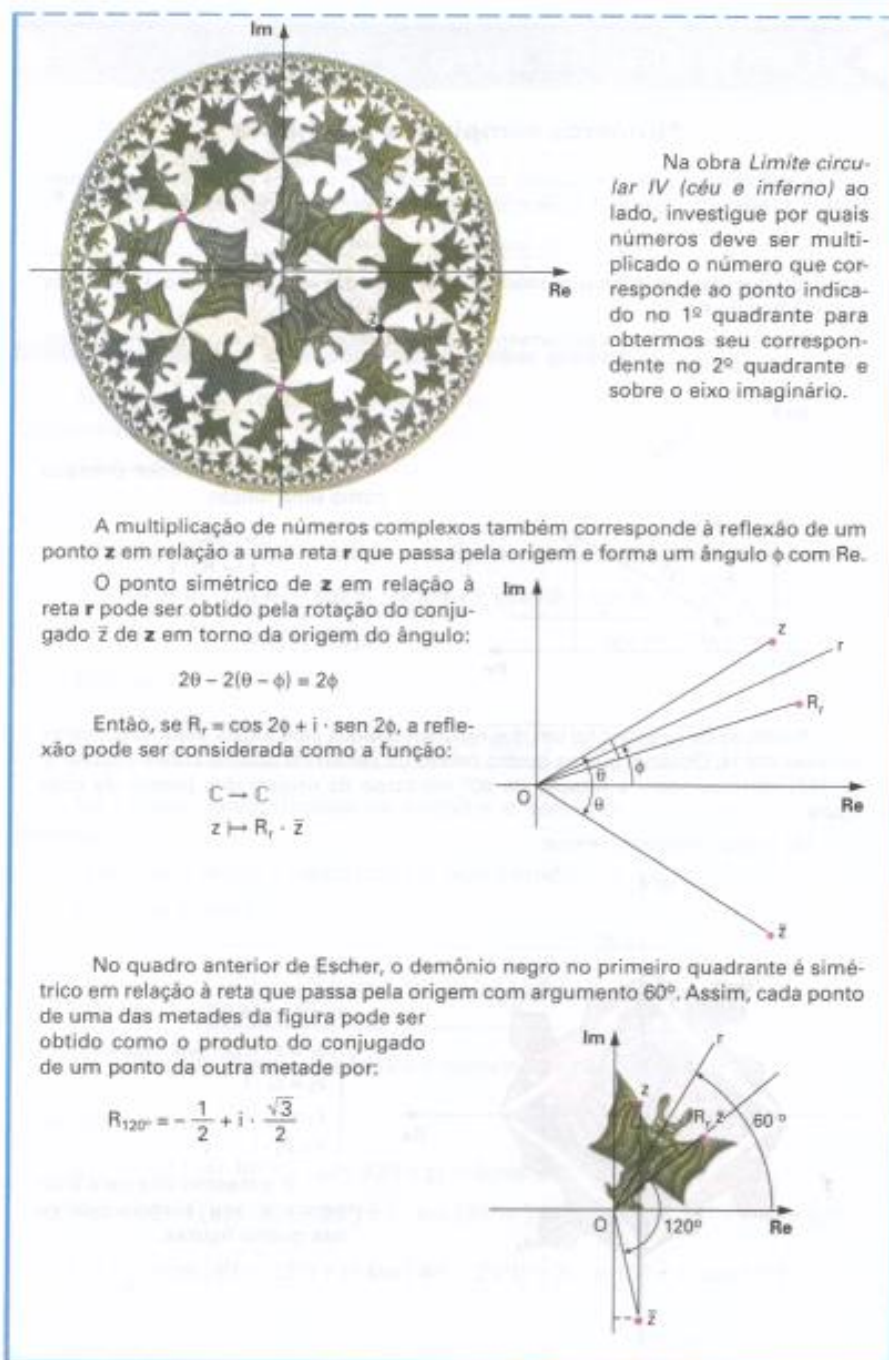 Im
z
Re
z̄
Na obra Limite circu-
lar IV (céu e inferno) ao
lado, investigue por quais
números deve ser multi-
plicado o número que cor-
responde ao ponto indica-
do no 1º quadrante para
obtermos seu correspon-
dente no 2º quadrante e
sobre o eixo imaginário.
A multiplicação de números complexos também corresponde à reflexão de um
ponto z em relação a uma reta r que passa pela origem e forma um ângulo ϕ com Re.
O ponto simétrico de z em relação à
reta r pode ser obtido pela rotação do conju-
gado z̄ de z em torno da origem do ângulo:
2θ − 2(θ − ϕ) = 2ϕ
Então, se Rᵣ = cos 2ϕ + i · sen 2ϕ, a refle-
xão pode ser considerada como a função:
ℂ → ℂ
z ↦ Rᵣ · z̄
Im
z
r
Rᵣ
θ
ϕ
O
Re
θ
z̄
No quadro anterior de Escher, o demônio negro no primeiro quadrante é simé-
trico em relação à reta que passa pela origem com argumento 60º. Assim, cada ponto
de uma das metades da figura pode ser
obtido como o produto do conjugado
de um ponto da outra metade por:
R₁₂₀º = − 1/2 + i · √3/2
Im
r
z
Rᵣ z̄
60 º
O
120º
Re
z̄